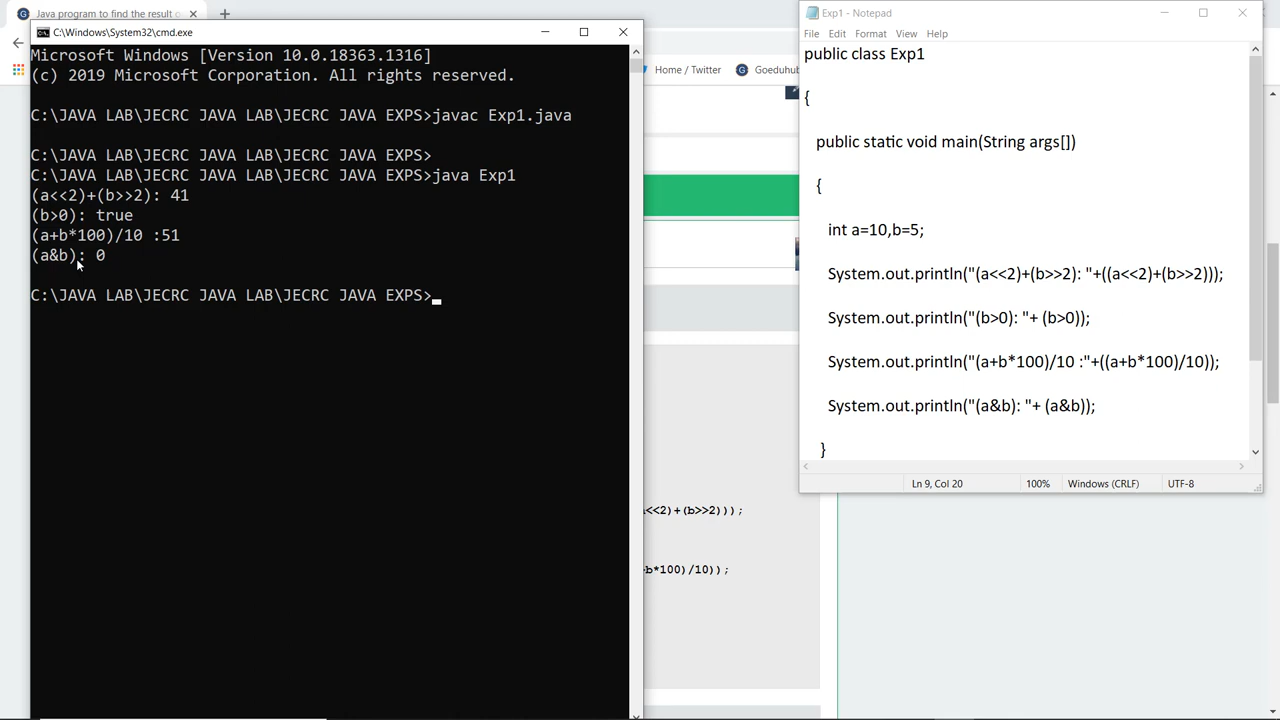 Java program to find the result o
C:\Windows\System32\cmd.exe
Microsoft Windows [Version 10.0.18363.1316]
(c) 2019 Microsoft Corporation. All rights reserved.
C:\JAVA LAB\JECRC JAVA LAB\JECRC JAVA EXPS>javac Exp1.java
C:\JAVA LAB\JECRC JAVA LAB\JECRC JAVA EXPS>
C:\JAVA LAB\JECRC JAVA LAB\JECRC JAVA EXPS>java Exp1
(a<<2)+(b>>2): 41
(b>0): true
(a+b*100)/10 :51
(a&b): 0
C:\JAVA LAB\JECRC JAVA LAB\JECRC JAVA EXPS>
Home / Twitter
Goeduhub
<<2)+(b>>2)));
b*100)/10));
Exp1 - Notepad
File Edit Format View Help
public class Exp1
{
public static void main(String args[])
{
int a=10,b=5;
System.out.println("(a<<2)+(b>>2): "+((a<<2)+(b>>2)));
System.out.println("(b>0): "+ (b>0));
System.out.println("(a+b*100)/10 :"+((a+b*100)/10));
System.out.println("(a&b): "+ (a&b));
}
Ln 9, Col 20
100%
Windows (CRLF)
UTF-8